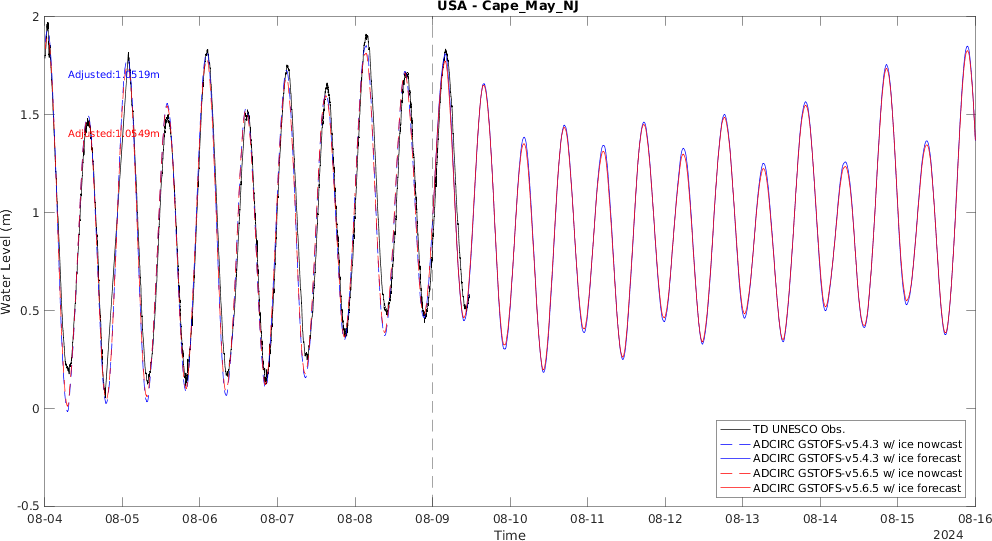 USA - Cape_May_NJ
2
Adjusted:1.0519m
1.5
Adjusted:1.0549m
1
Water Level (m)
0.5
0
TD UNESCO Obs.
ADCIRC GSTOFS-v5.4.3 w/ ice nowcast
ADCIRC GSTOFS-v5.4.3 w/ ice forecast
ADCIRC GSTOFS-v5.6.5 w/ ice nowcast
ADCIRC GSTOFS-v5.6.5 w/ ice forecast
-0.5
08-04 08-05 08-06 08-07 08-08 08-09 08-10 08-11 08-12 08-13 08-14 08-15 08-16
Time
2024